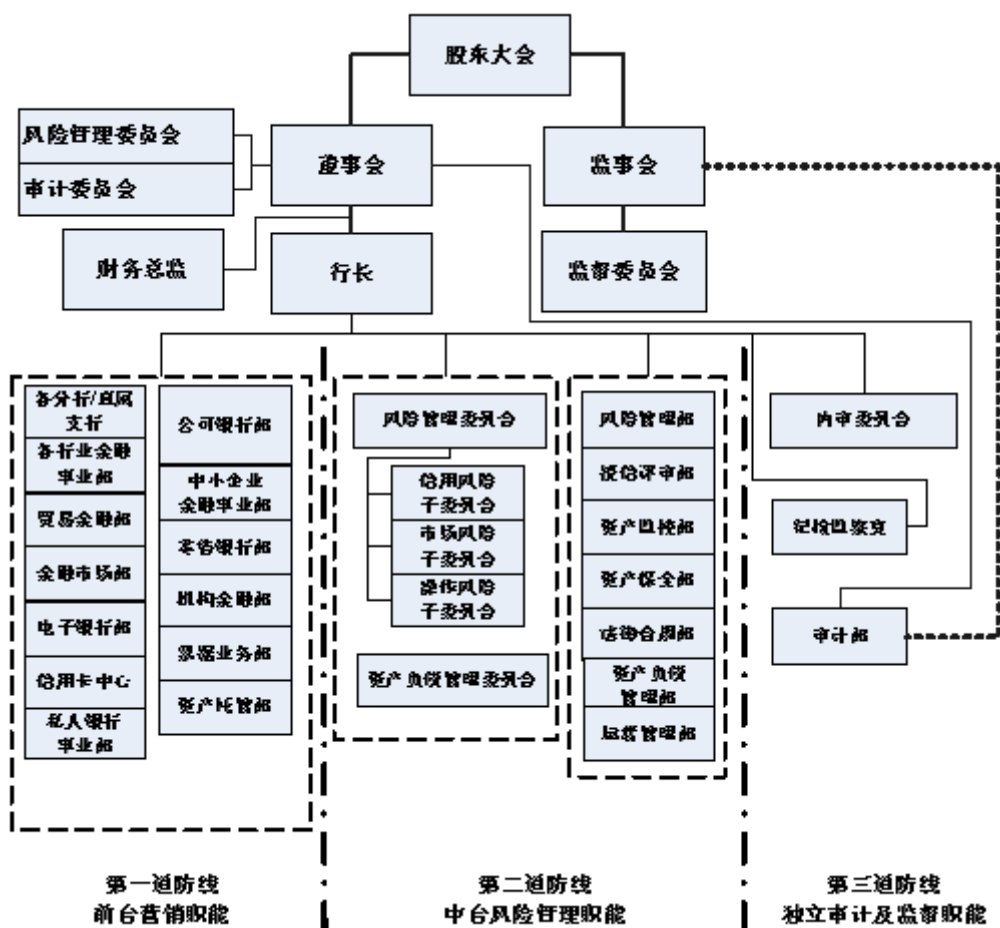 股东大会
风险管理委员会
审计委员会
董事会
监事会
财务总监
行长
监督委员会
各分行/直属
支行
各行业金融
事业部
贸易金融部
金融市场部
电子银行部
信用卡中心
私人银行
事业部
公司银行部
中小企业
金融事业部
零售银行部
机构金融部
票据业务部
资产托管部
风险管理委员会
信用风险
子委员会
市场风险
子委员会
操作风险
子委员会
资产负债管理委员会
风险管理部
授信评审部
资产监控部
资产保全部
法律合规部
资产负债
管理部
运营管理部
内审委员会
纪检监察室
审计部
第一道防线
前台营销职能
第二道防线
中台风险管理职能
第三道防线
独立审计及监督职能